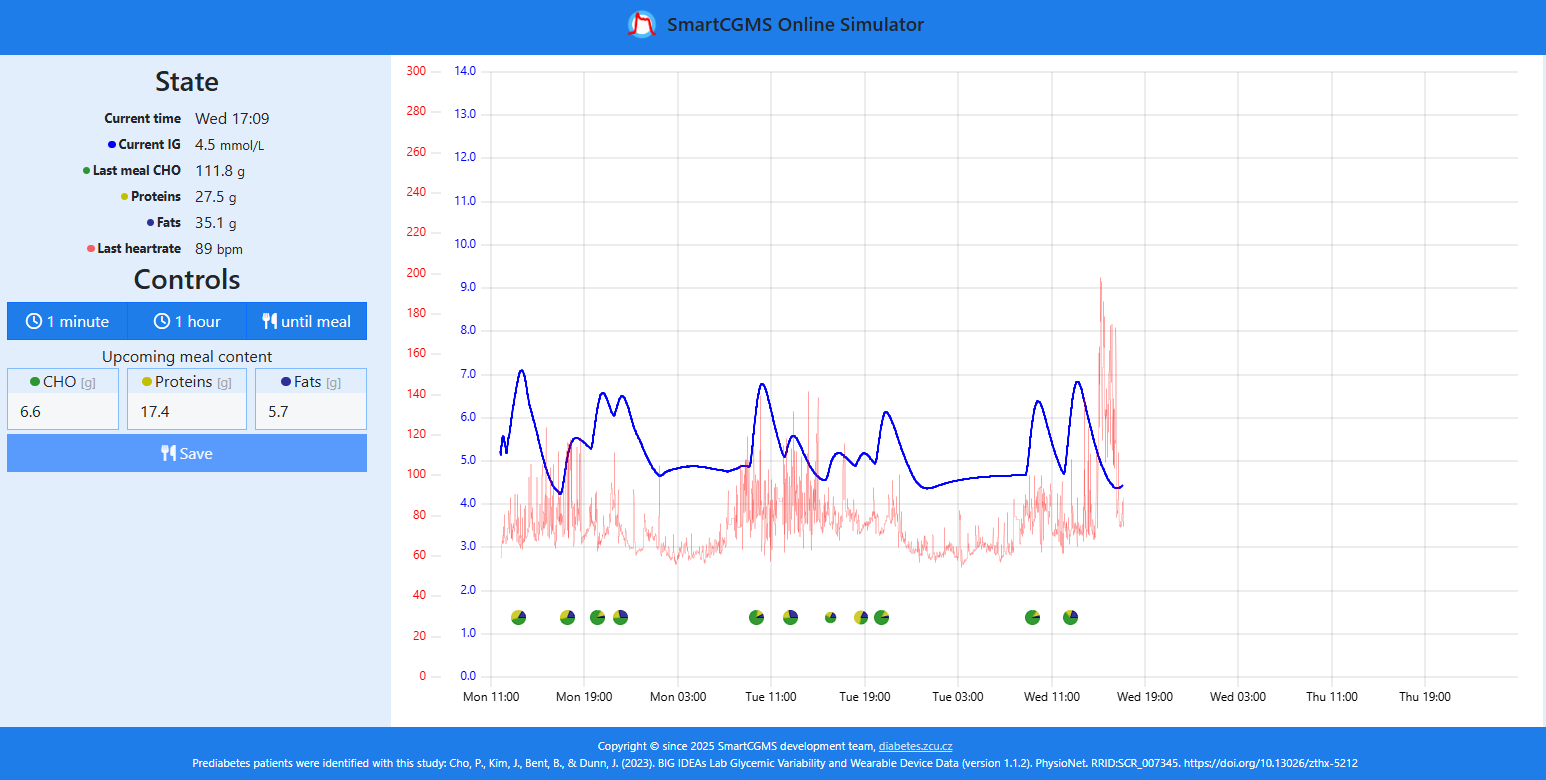 SmartCGMS Online Simulator
State
Current time Wed 17:09
Current IG 4.5 mmol/L
Last meal CHO 111.8 g
Proteins 27.5 g
Fats 35.1 g
Last heartrate 89 bpm
Controls
1 minute 1 hour until meal
Upcoming meal content
CHO [g] Proteins [g] Fats [g]
6.6 17.4 5.7
Save
300 14.0
280 13.0
260 12.0
240 11.0
220 10.0
200 9.0
180 8.0
160 7.0
140 6.0
120 5.0
100 4.0
80 3.0
60 2.0
40 1.0
20 0.0
0
Mon 11:00 Mon 19:00 Mon 03:00 Tue 11:00 Tue 19:00 Tue 03:00 Wed 11:00 Wed 19:00 Wed 03:00 Thu 11:00 Thu 19:00
Copyright © since 2025 SmartCGMS development team, diabetes.zcu.cz
Prediabetes patients were identified with this study: Cho, P., Kim, J., Bent, B., & Dunn, J. (2023). BIG IDEAs Lab Glycemic Variability and Wearable Device Data (version 1.1.2). PhysioNet. RRID:SCR_007345. https://doi.org/10.13026/zthx-5212